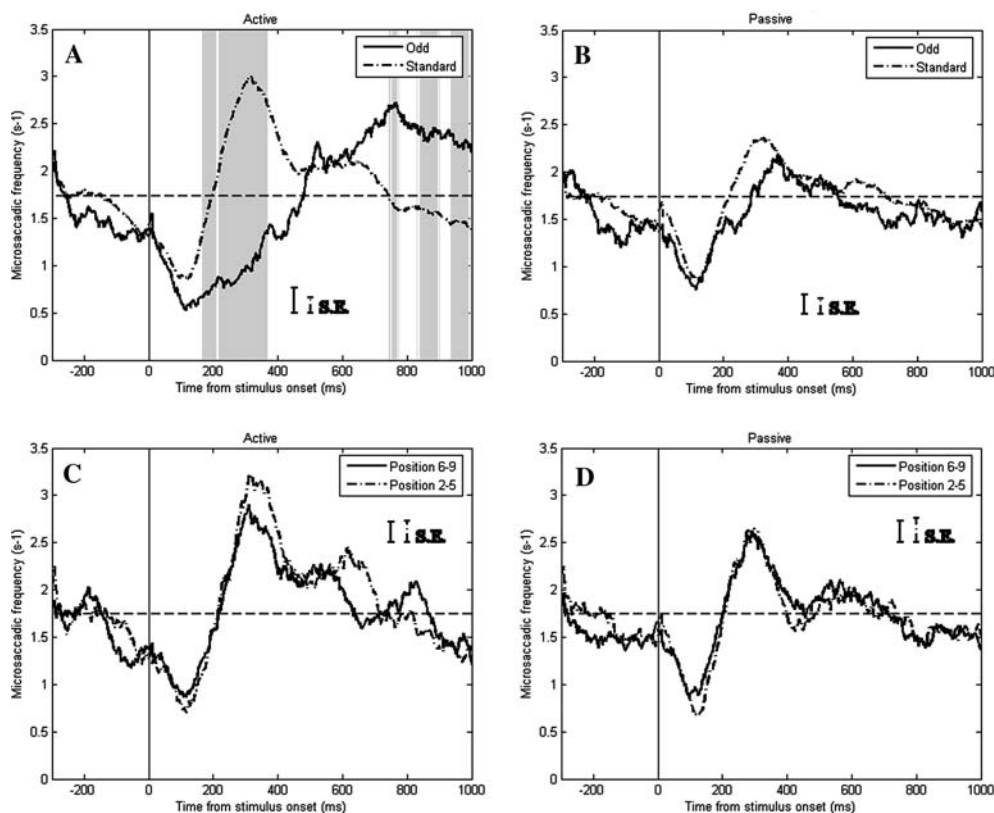 Active
A
Odd
Standard
3.5
3
2.5
2
1.5
1
0.5
0
Microsaccadic frequency (s-1)
S.E.
-200 0 200 400 600 800 1000
Time from stimulus onset (ms)
Passive
B
Odd
Standard
3.5
3
2.5
2
1.5
1
0.5
0
Microsaccadic frequency (s-1)
S.E.
-200 0 200 400 600 800 1000
Time from stimulus onset (ms)
Active
C
Position 6-9
Position 2-5
3.5
3
2.5
2
1.5
1
0.5
0
Microsaccadic frequency (s-1)
S.E.
-200 0 200 400 600 800 1000
Time from stimulus onset (ms)
Passive
D
Position 6-9
Position 2-5
3.5
3
2.5
2
1.5
1
0.5
0
Microsaccadic frequency (s-1)
S.E.
-200 0 200 400 600 800 1000
Time from stimulus onset (ms)